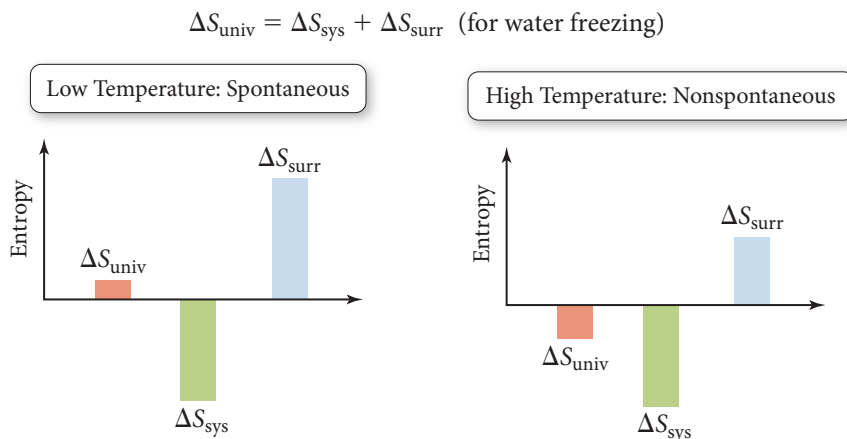 ΔS_univ = ΔS_sys + ΔS_surr (for water freezing)
Low Temperature: Spontaneous
High Temperature: Nonspontaneous
Entropy
ΔS_univ
ΔS_sys
ΔS_surr
Entropy
ΔS_univ
ΔS_sys
ΔS_surr